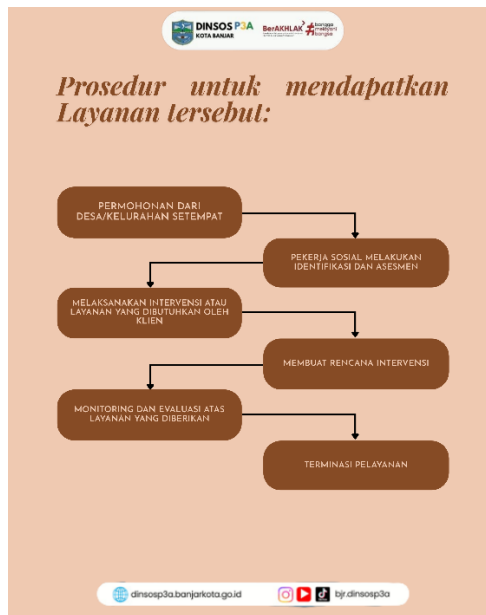 DINSOS P3A
KOTA BANJAR
BerAKHLAK
#bangga
melayani
bangsa
Prosedur untuk mendapatkan
Layanan tersebut:
PERMOHONAN DARI
DESA/KELURAHAN SETEMPAT
PEKERJA SOSIAL MELAKUKAN
IDENTIFIKASI DAN ASESMEN
MELAKSANAKAN INTERVENSI ATAU
LAYANAN YANG DIBUTUHKAN OLEH
KLIEN
MEMBUAT RENCANA INTERVENSI
MONITORING DAN EVALUASI ATAS
LAYANAN YANG DIBERIKAN
TERMINASI PELAYANAN
dinsosp3a.banjarkota.go.id
bjr.dinsosp3a